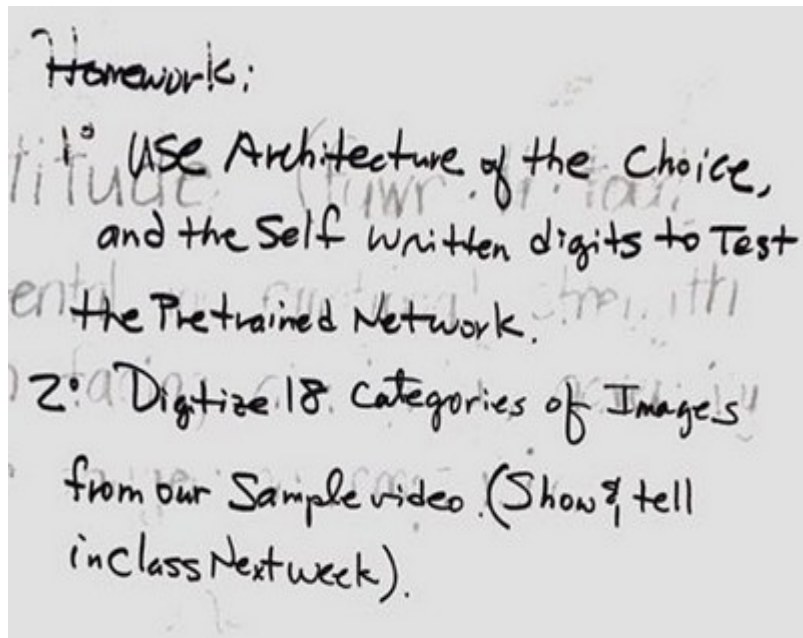 Homework:
1° USE Architecture of the Choice,
and the Self written digits to Test
the Pretrained Network.
2° Digitize 18 Categories of Images
from our Sample video. (Show & tell
in class Next week).